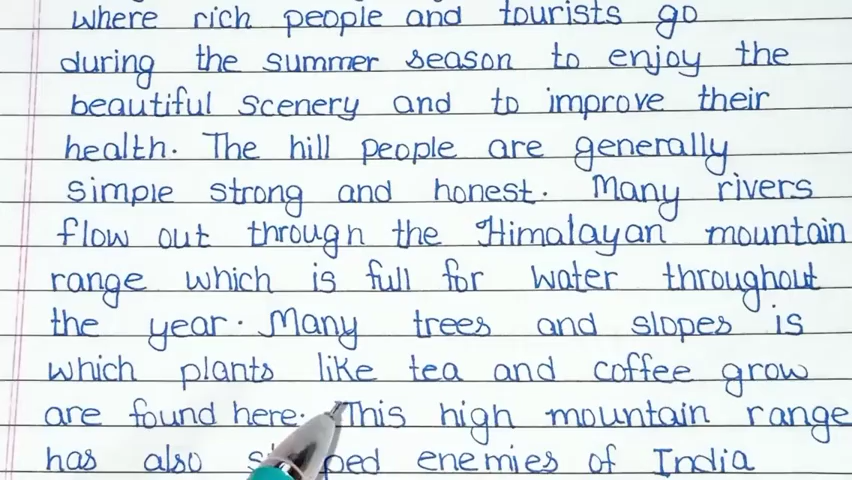 where rich people and tourists go
during the summer season to enjoy the
beautiful scenery and to improve their
health. The hill people are generally
simple strong and honest. Many rivers
flow out through the Himalayan mountain
range which is full for water throughout
the year. Many trees and slopes is
which plants like tea and coffee grow
are found here. This high mountain range
has also enemies of India